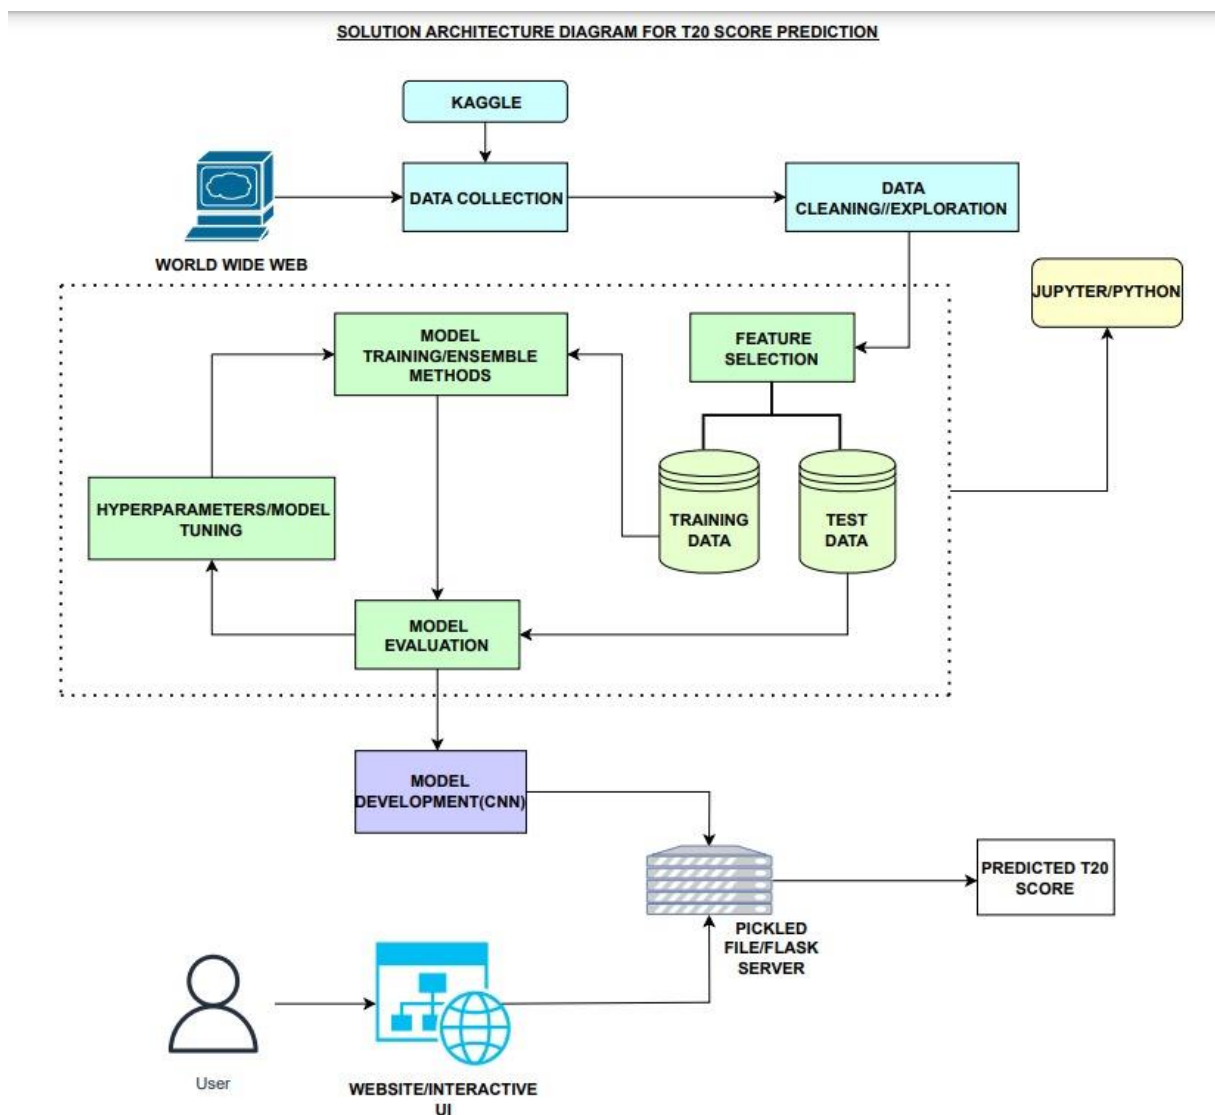 SOLUTION ARCHITECTURE DIAGRAM FOR T20 SCORE PREDICTION
KAGGLE
DATA COLLECTION
DATA
CLEANING//EXPLORATION
WORLD WIDE WEB
JUPYTER/PYTHON
MODEL
TRAINING/ENSEMBLE
METHODS
FEATURE
SELECTION
HYPERPARAMETERS/MODEL
TUNING
TRAINING
DATA
TEST
DATA
MODEL
EVALUATION
MODEL
DEVELOPMENT(CNN)
PREDICTED T20
SCORE
PICKLED
FILE/FLASK
SERVER
User
WEBSITE/INTERACTIVE
UI